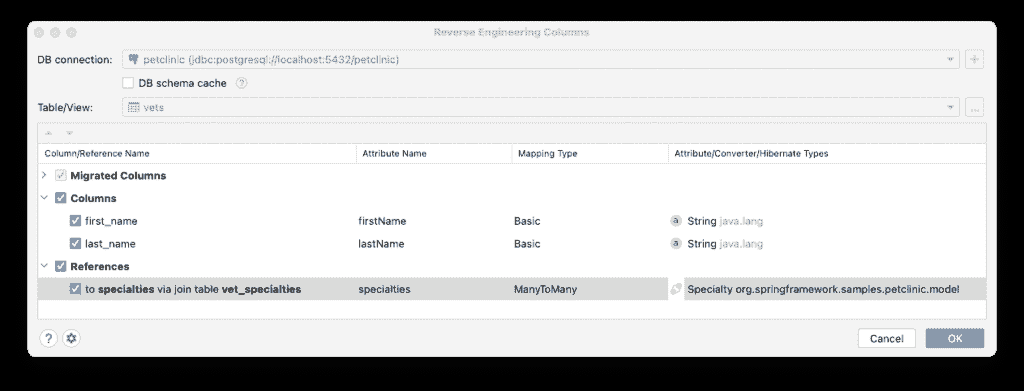 Reverse Engineering Columns
DB connection: petclinic (jdbc:postgresql://localhost:5432/petclinic)
DB schema cache ?
Table/View: vets ...
Column/Reference Name Attribute Name Mapping Type Attribute/Converter/Hibernate Types
Migrated Columns
Columns
first_name firstName Basic a String java.lang
last_name lastName Basic a String java.lang
References
to specialties via join table vet_specialties specialties ManyToMany Specialty org.springframework.samples.petclinic.model
? Cancel OK